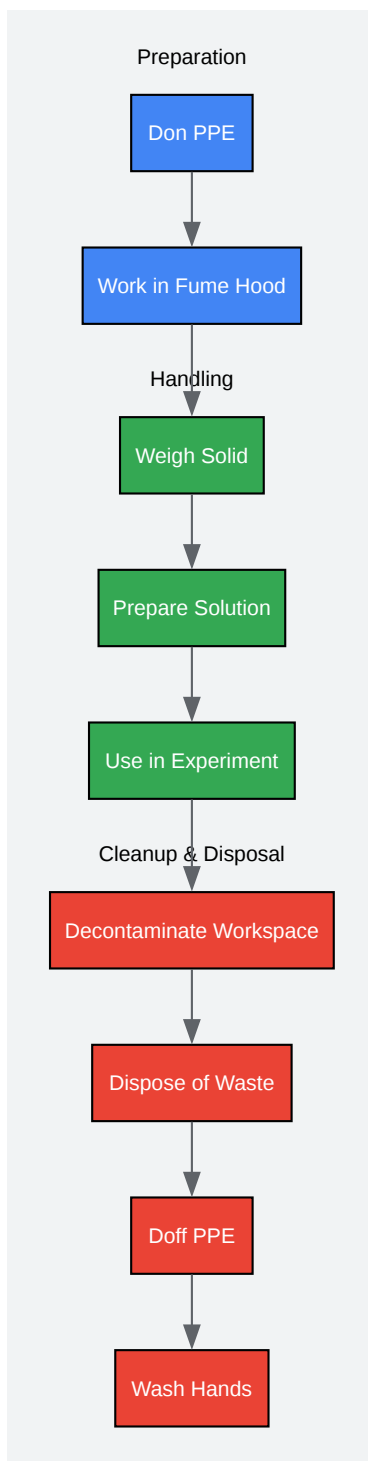 Preparation
Don PPE
Work in Fume Hood
Handling
Weigh Solid
Prepare Solution
Use in Experiment
Cleanup & Disposal
Decontaminate Workspace
Dispose of Waste
Doff PPE
Wash Hands